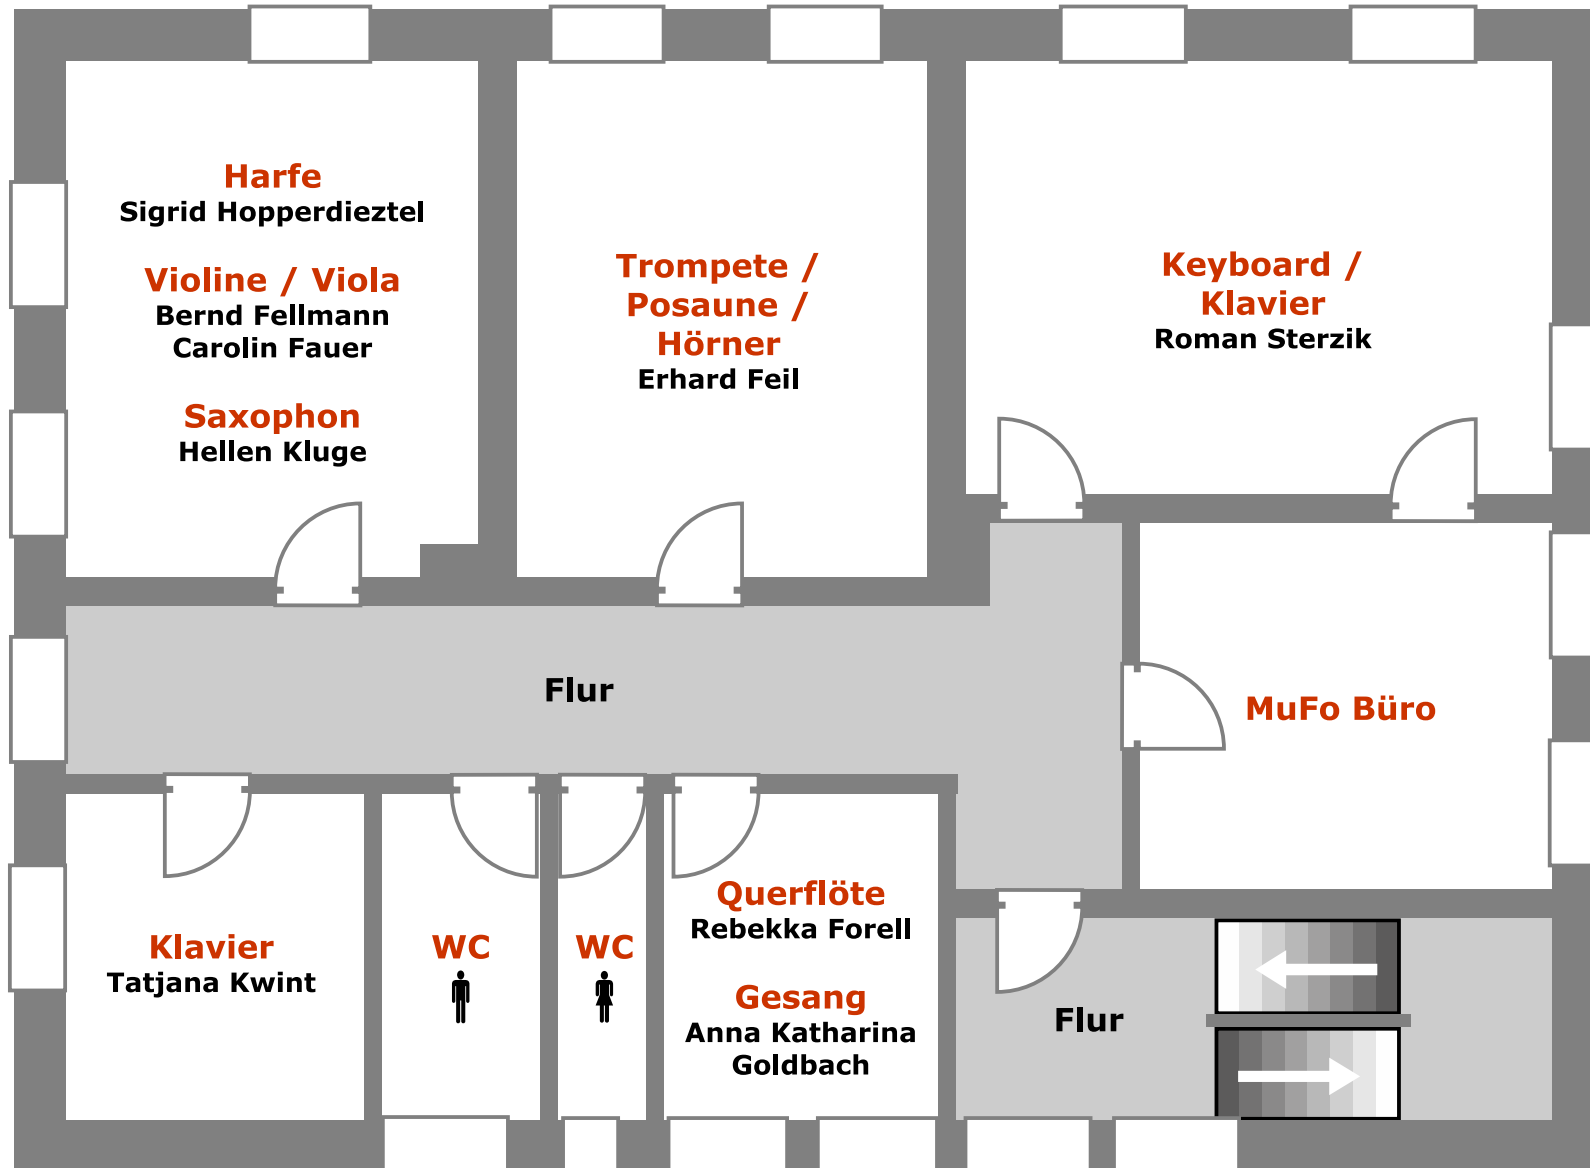 Harfe
Sigrid Hopperdieztel
Violine / Viola
Bernd Fellmann
Carolin Fauer
Saxophon
Hellen Kluge
Trompete /
Posaune /
Hörner
Erhard Feil
Keyboard /
Klavier
Roman Sterzik
Flur
MuFo Büro
Klavier
Tatjana Kwint
WC
WC
Querflöte
Rebekka Forell
Gesang
Anna Katharina
Goldbach
Flur